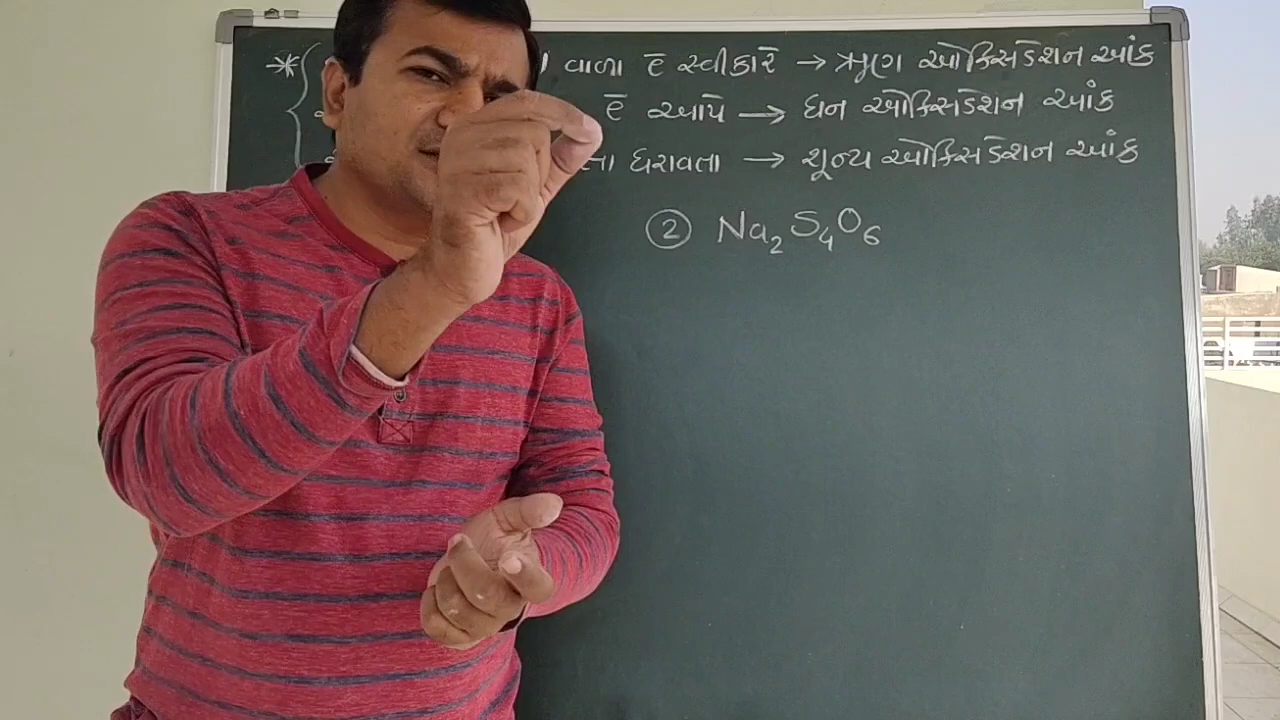 * વાળા e̅ સ્વીકારે → ઋણ ઓક્સિડેશન આંક
e̅ આપે → ધન ઓક્સિડેશન આંક
ધરાવતા → શૂન્ય ઓક્સિડેશન આંક
② Na₂S₄O₆